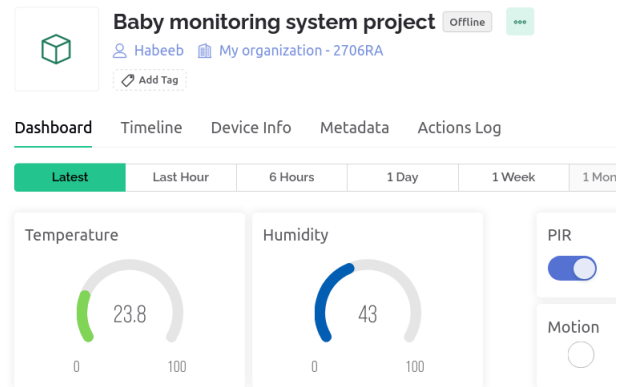 Baby monitoring system project Offline
Habeeb My organization - 2706RA
Add Tag
Dashboard Timeline Device Info Metadata Actions Log
Latest Last Hour 6 Hours 1 Day 1 Week 1 Mon
Temperature Humidity PIR
23.8 43
Motion
0 100 0 100